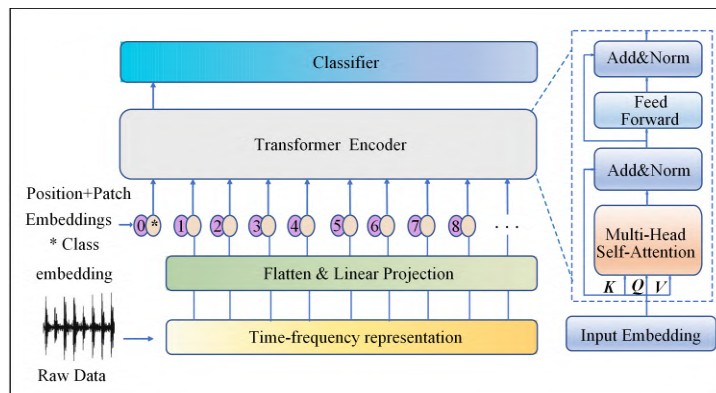 Classifier
Transformer Encoder
Position+Patch
Embeddings
* Class
embedding
0 * 1 2 3 4 5 6 7 8 ...
Flatten & Linear Projection
Time-frequency representation
Raw Data
Add&Norm
Feed
Forward
Add&Norm
Multi-Head
Self-Attention
K Q V
Input Embedding